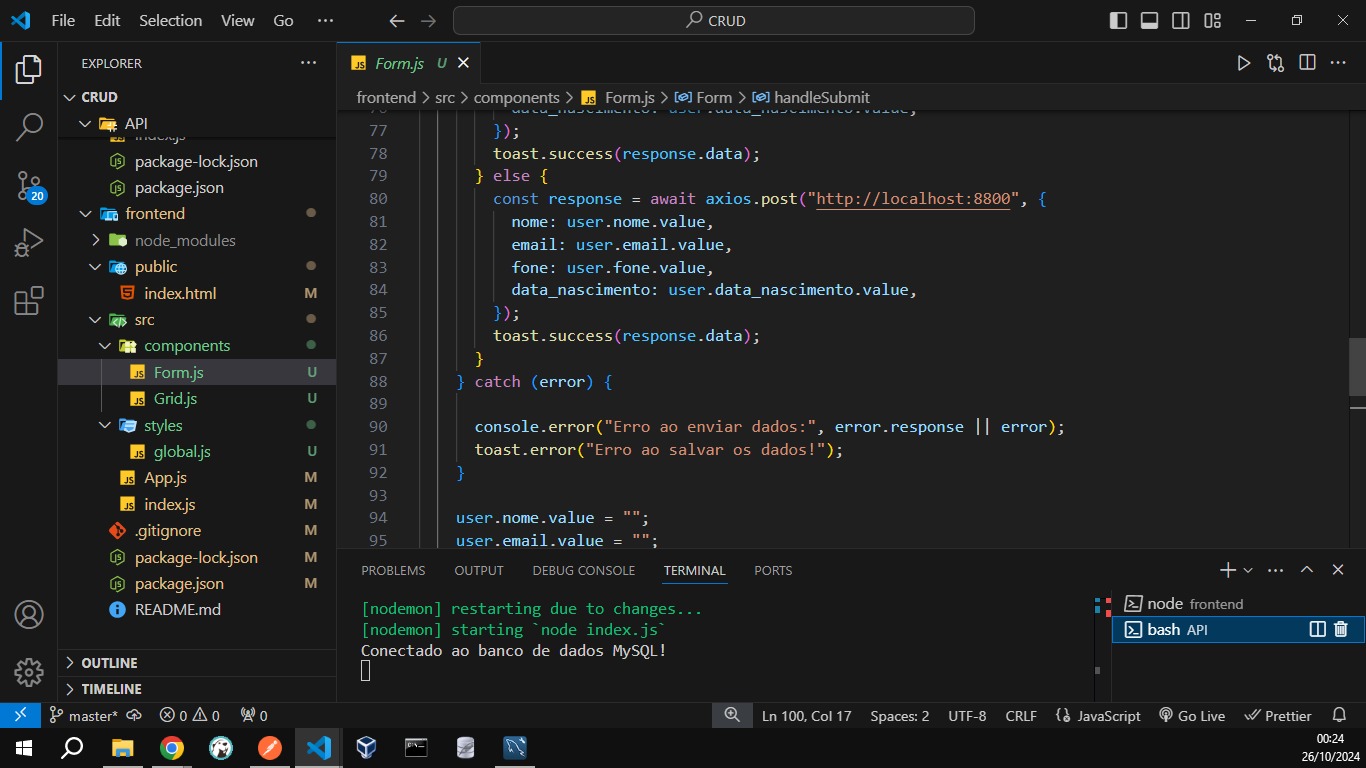 File Edit Selection View Go ··· CRUD
EXPLORER ···
CRUD
API
index.js
package-lock.json
package.json
frontend
node_modules
public
index.html M
src
components
Form.js U
Grid.js U
styles
global.js U
App.js M
index.js M
.gitignore M
package-lock.json M
package.json M
README.md
OUTLINE
TIMELINE
20
Form.js U
frontend > src > components > Form.js > Form > handleSubmit
76 data_nascimento: user.data_nascimento.value,
77 });
78 toast.success(response.data);
79 } else {
80 const response = await axios.post("http://localhost:8800", {
81 nome: user.nome.value,
82 email: user.email.value,
83 fone: user.fone.value,
84 data_nascimento: user.data_nascimento.value,
85 });
86 toast.success(response.data);
87 }
88 } catch (error) {
89
90 console.error("Erro ao enviar dados:", error.response || error);
91 toast.error("Erro ao salvar os dados!");
92 }
93
94 user.nome.value = "";
95 user.email.value = "";
PROBLEMS OUTPUT DEBUG CONSOLE TERMINAL PORTS
[nodemon] restarting due to changes...
[nodemon] starting `node index.js`
Conectado ao banco de dados MySQL!
node frontend
bash API
master* 0 0 0 Ln 100, Col 17 Spaces: 2 UTF-8 CRLF JavaScript Go Live Prettier
00:24
26/10/2024